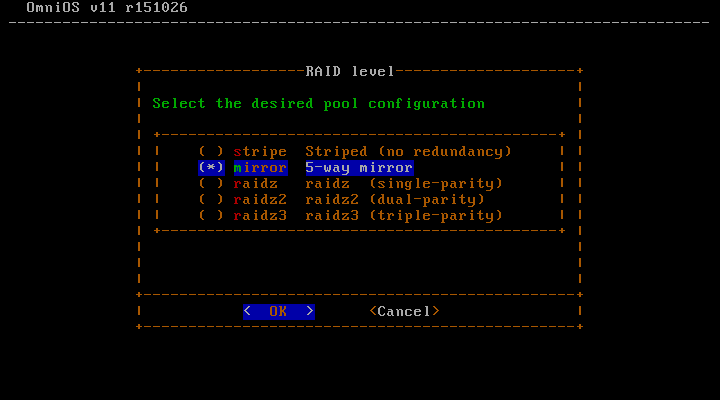 OmniOS v11 r151026
RAID level
Select the desired pool configuration
( ) stripe  Striped (no redundancy)
(*) mirror  5-way mirror
( ) raidz   raidz  (single-parity)
( ) raidz2  raidz2 (dual-parity)
( ) raidz3  raidz3 (triple-parity)
<  OK  >      <Cancel>